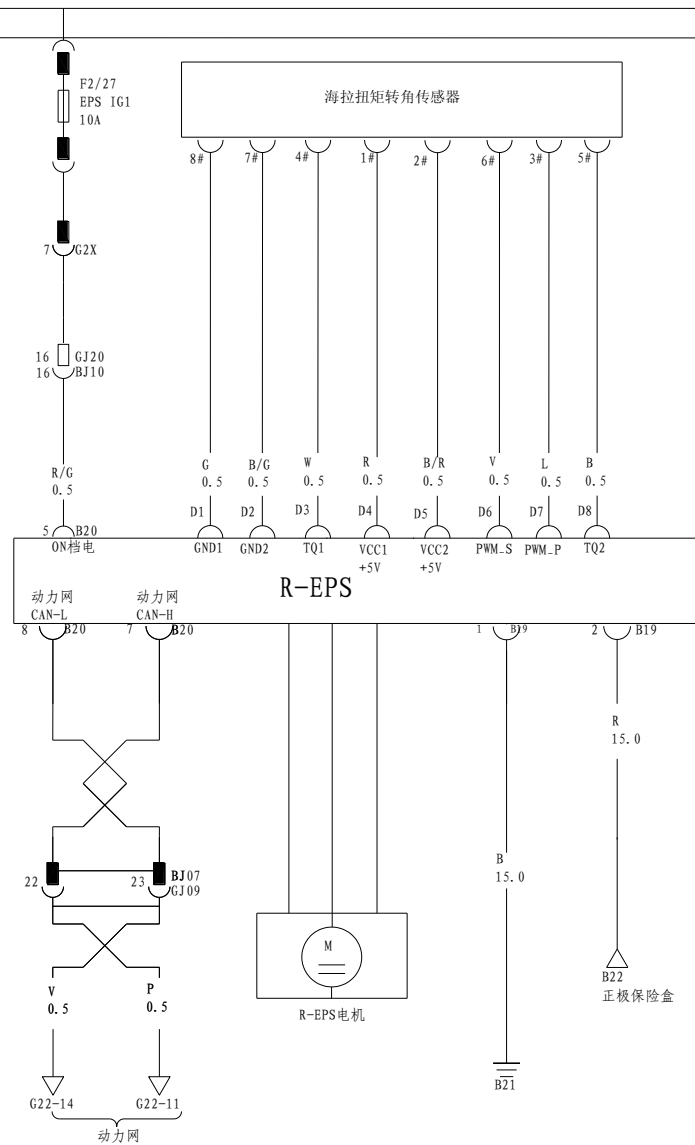 F2/27
EPS IG1
10A
海拉扭矩转角传感器
8# 7# 4# 1# 2# 6# 3# 5#
7 G2X
16 GJ20
16 BJ10
R/G
0.5
G B/G W R B/R V L B
0.5 0.5 0.5 0.5 0.5 0.5 0.5 0.5
D1 D2 D3 D4 D5 D6 D7 D8
5 B20
ON档电 GND1 GND2 TQ1 VCC1 VCC2 PWM_S PWM_P TQ2
+5V +5V
R-EPS
动力网 动力网
CAN-L CAN-H
8 B20 7 B20 1 B19 2 B19
R
15.0
B
15.0
22 23 BJ07
GJ09
M
B22
正极保险盒
V P
0.5 0.5
R-EPS电机
B21
G22-14 G22-11
动力网